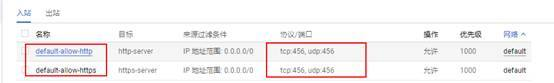 入站 出站
名称 目标 来源过滤条件 协议/端口 操作 优先级 网络
default-allow-http http-server IP 地址范围: 0.0.0.0/0 tcp:456, udp:456 允许 1000 default
default-allow-https https-server IP 地址范围: 0.0.0.0/0 tcp:456, udp:456 允许 1000 default